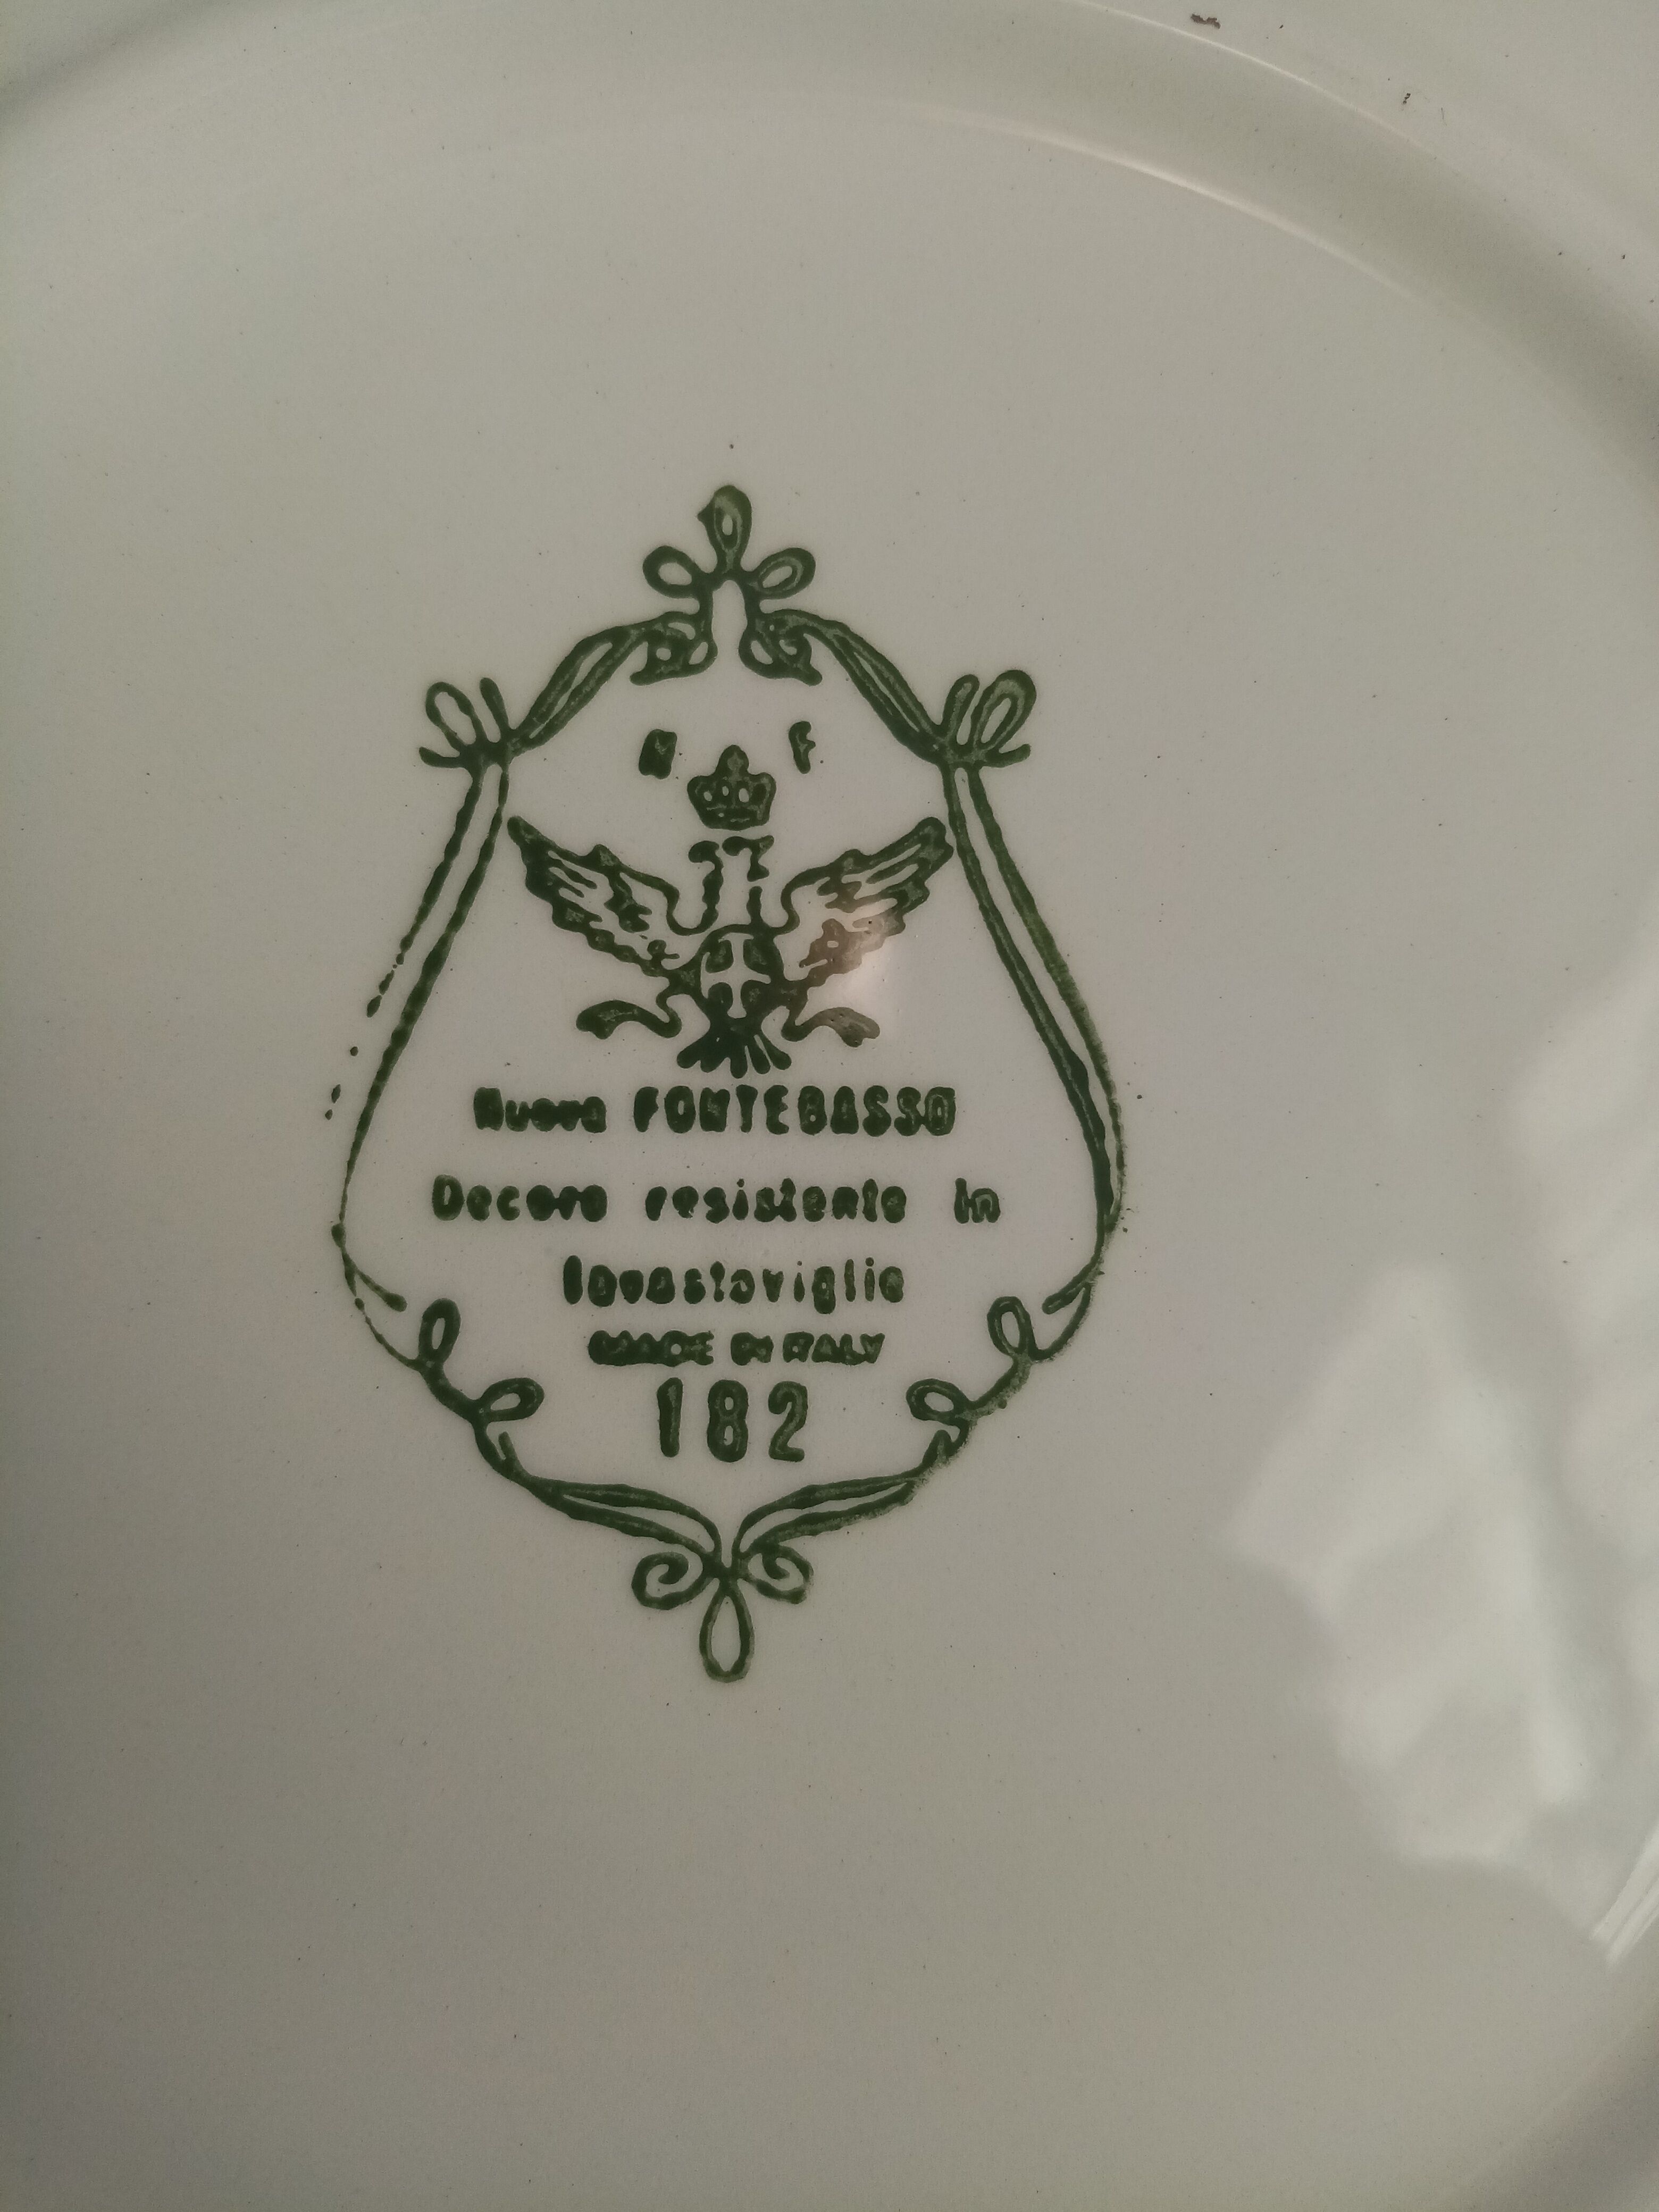 N F
Nuova FONTEBASSO
Decoro resistente in
lavastoviglie
MADE IN ITALY
182